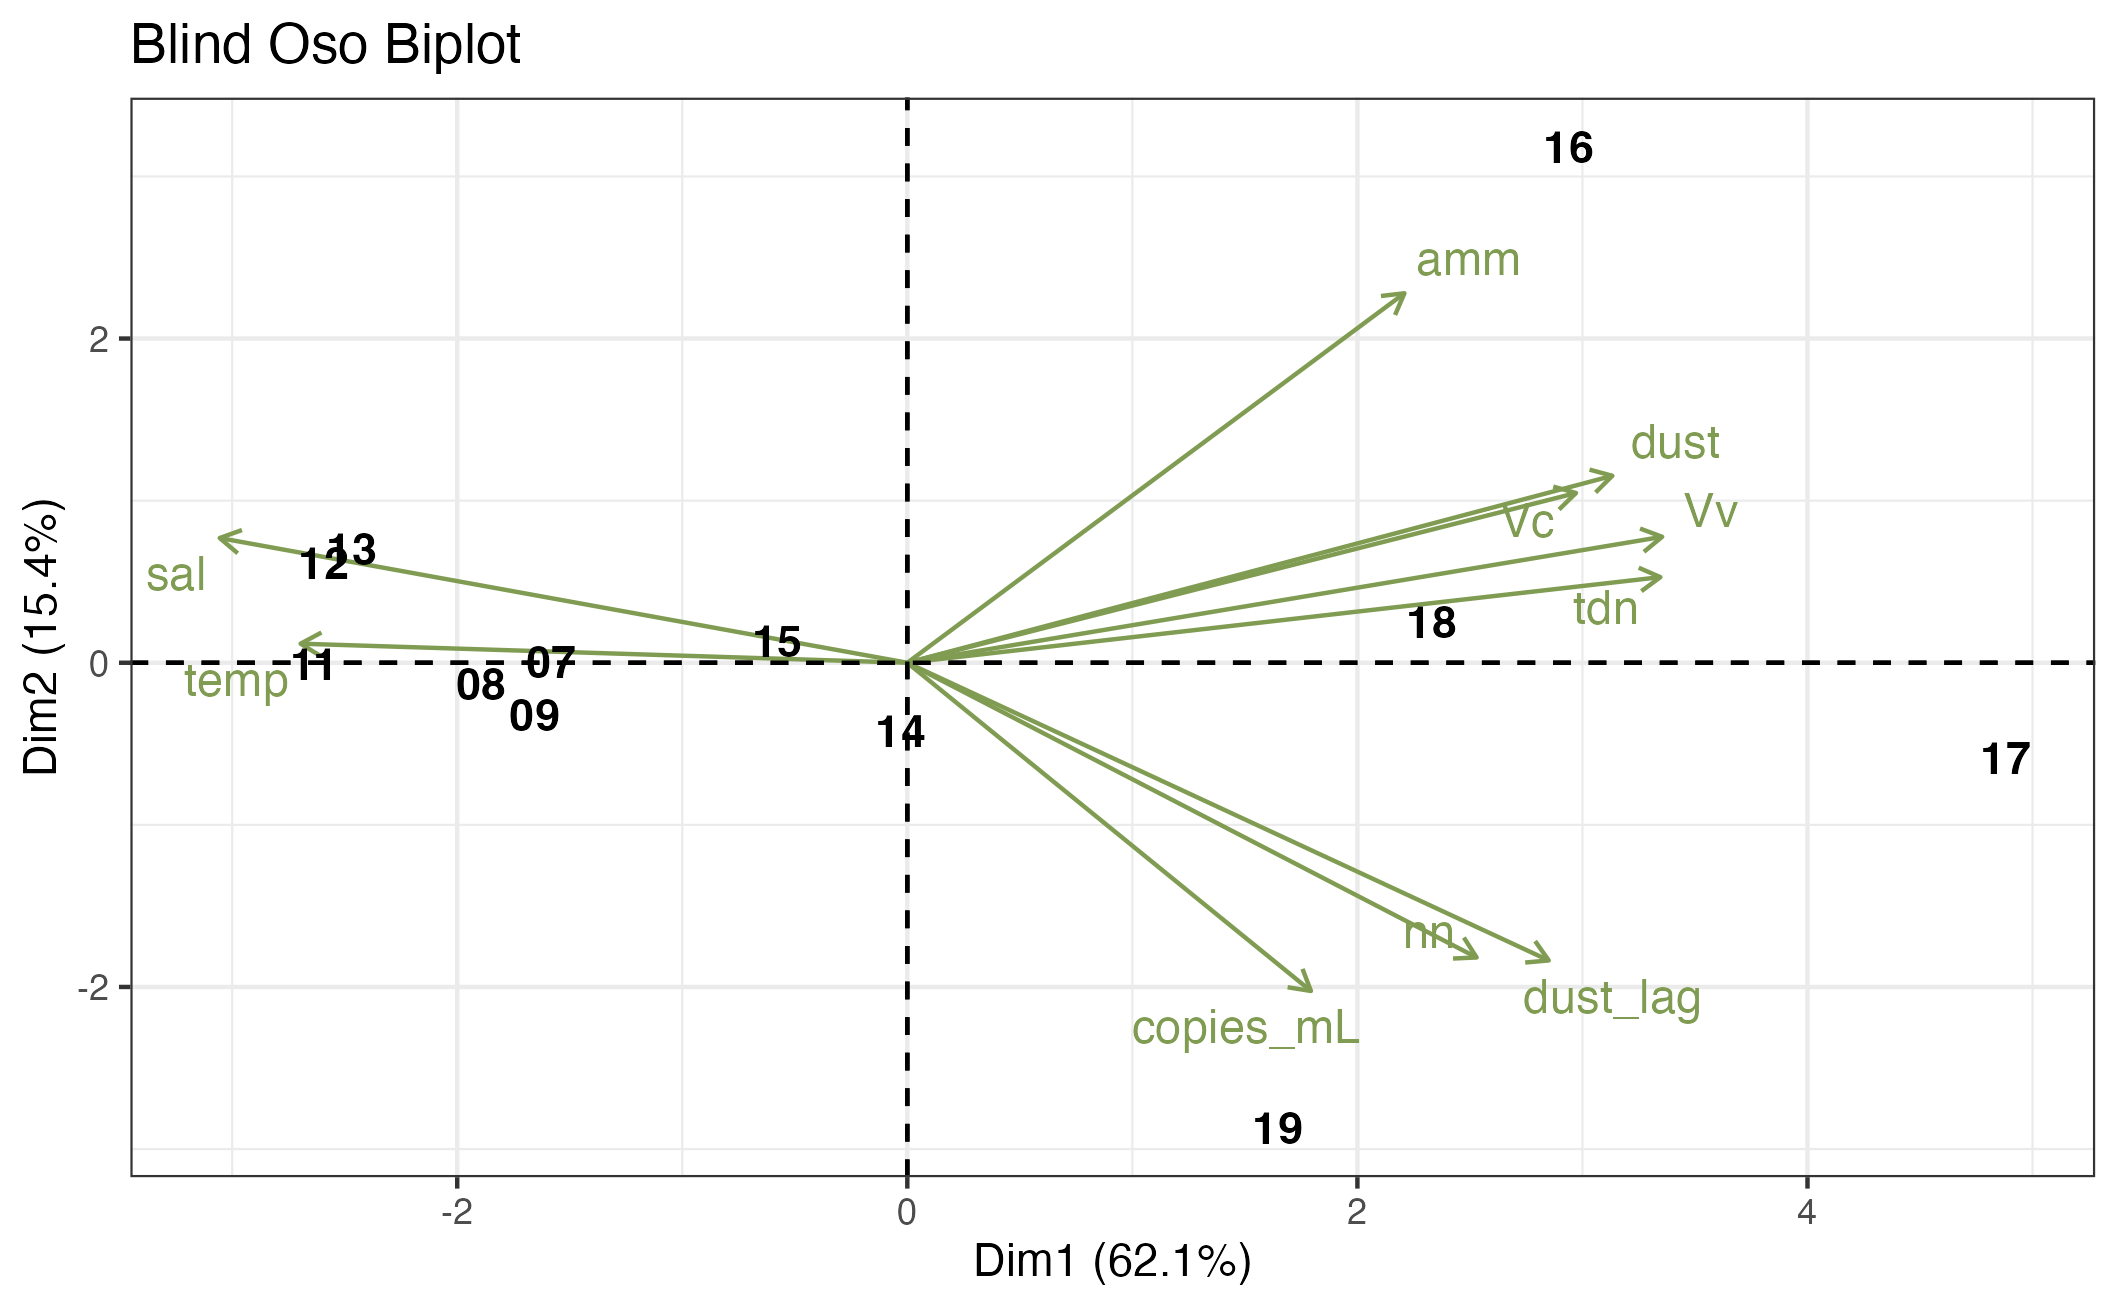 Blind Oso Biplot
16
amm
2
dust
Vv
Vc
13
12
sal
tdn
18
15
07
0
11
temp
08
09
14
17
nn
-2
dust_lag
copies_mL
19
-2
0
2
4
Dim1 (62.1%)
Dim2 (15.4%)